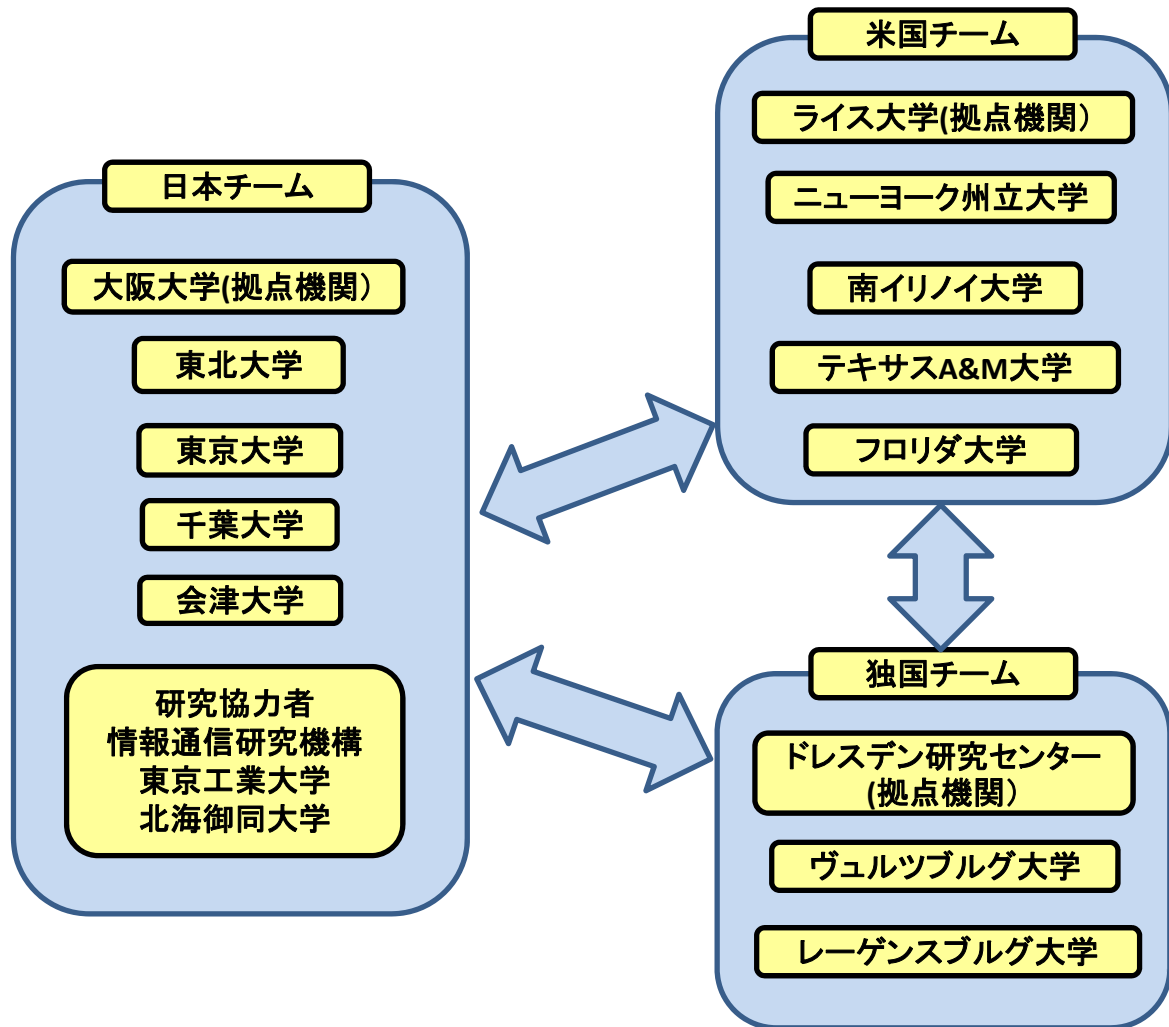 日本チーム
大阪大学(拠点機関）
東北大学
東京大学
千葉大学
会津大学
研究協力者
情報通信研究機構
東京工業大学
北海御同大学
米国チーム
ライス大学(拠点機関）
ニューヨーク州立大学
南イリノイ大学
テキサスA&M大学
フロリダ大学
独国チーム
ドレスデン研究センター
(拠点機関）
ヴュルツブルグ大学
レーゲンスブルグ大学